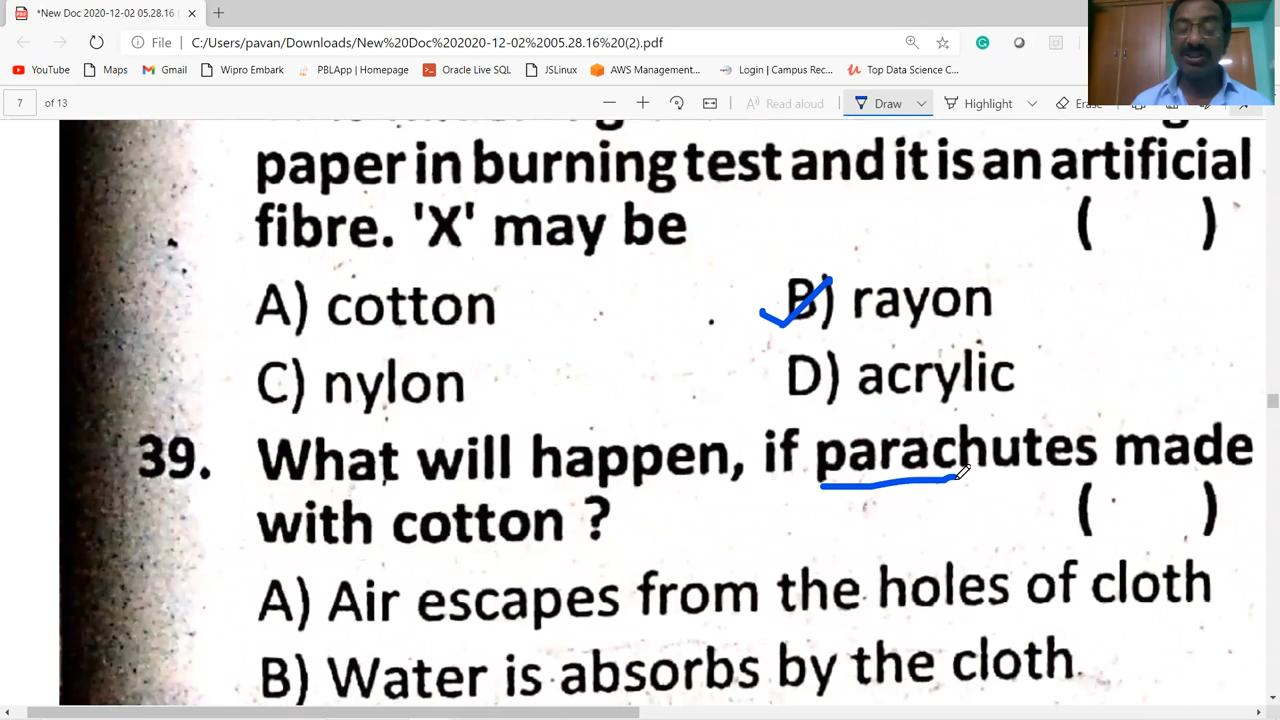 *New Doc 2020-12-02 05.28.16
File C:/Users/pavan/Downloads/New%20Doc%202020-12-02%2005.28.16%20(2).pdf
YouTube Maps Gmail Wipro Embark PBLApp | Homepage Oracle Live SQL JSLinux AWS Management... Login | Campus Rec... Top Data Science C...
7 of 13 Read aloud Draw Highlight Erase
paper in burning test and it is an artificial
fibre. 'X' may be ( )
A) cotton B) rayon
C) nylon D) acrylic
39. What will happen, if parachutes made
with cotton ? ( )
A) Air escapes from the holes of cloth
B) Water is absorbs by the cloth